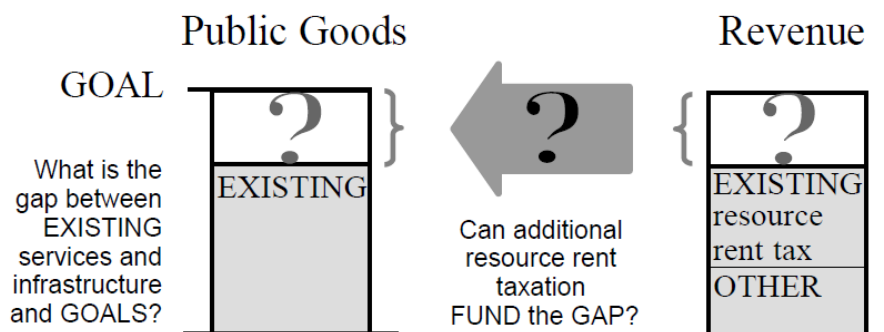 Public Goods
Revenue
GOAL
?
?
?
What is the
gap between
EXISTING
services and
infrastructure
and GOALS?
EXISTING
Can additional
resource rent
taxation
FUND the GAP?
EXISTING
resource
rent tax
OTHER